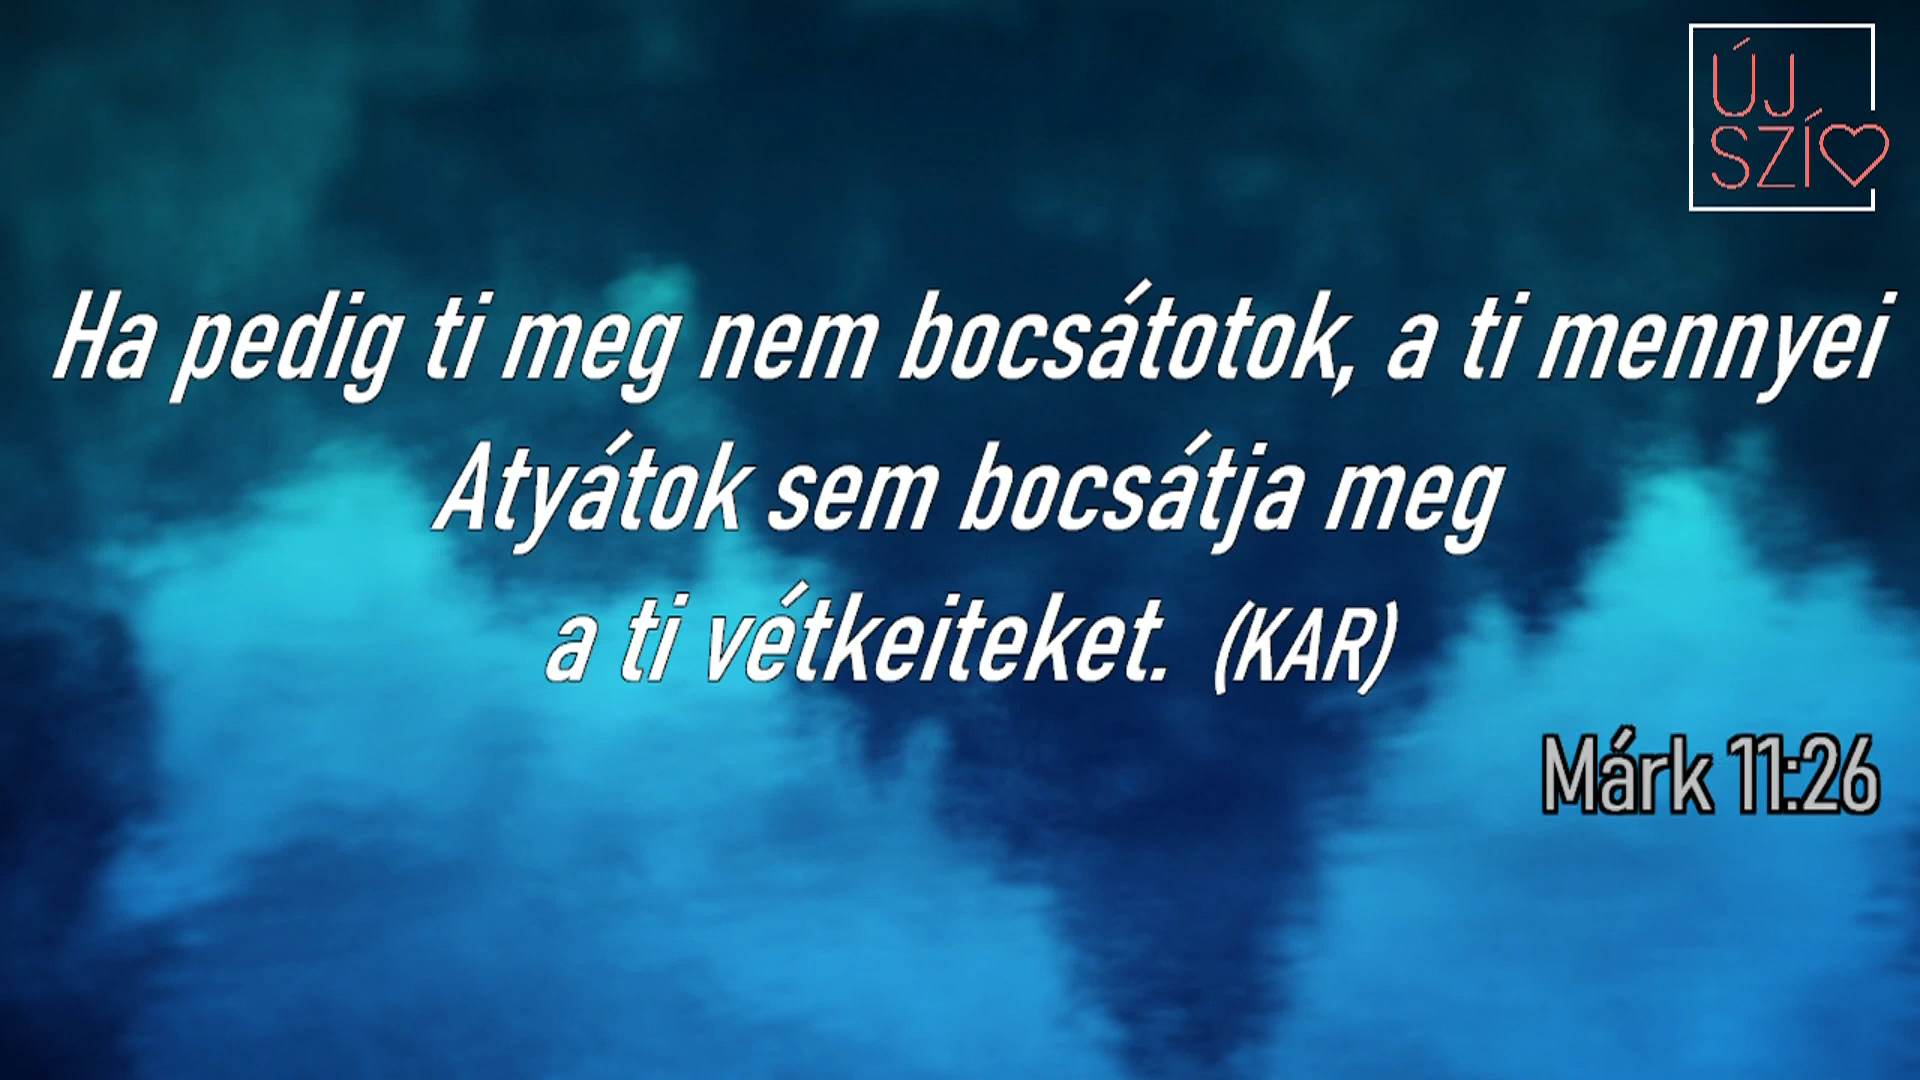 ÚJ
SZÍ
Ha pedig ti meg nem bocsátotok, a ti mennyei
Atyátok sem bocsátja meg
a ti vétkeiteket. (KAR)
Márk 11:26